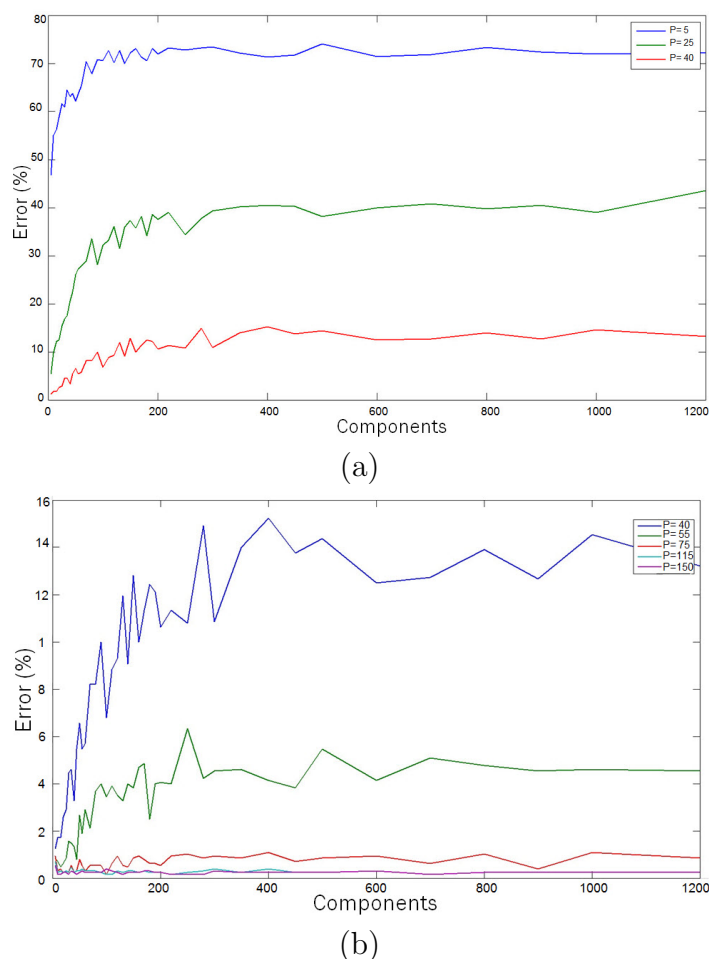 80
70
60
50
40
30
20
10
0
Error (%)
P= 5
P= 25
P= 40
0 200 400 600 800 1000 1200
Components
(a)
16
14
12
1
8
6
4
2
0
Error (%)
P= 40
P= 55
P= 75
P=115
P=150
0 200 400 600 800 1000 1200
Components
(b)